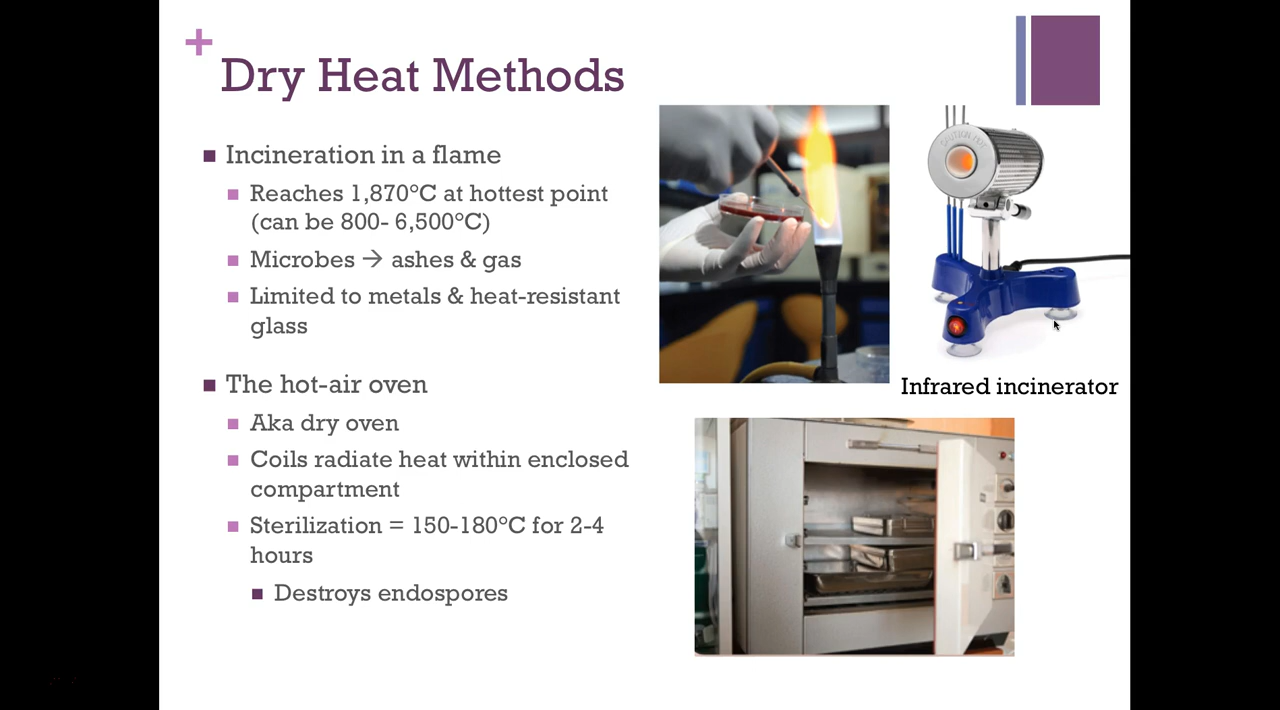 Dry Heat Methods
Incineration in a flame
Reaches 1,870°C at hottest point
(can be 800- 6,500°C)
Microbes → ashes & gas
Limited to metals & heat-resistant
glass
The hot-air oven
Aka dry oven
Coils radiate heat within enclosed
compartment
Sterilization = 150-180°C for 2-4
hours
Destroys endospores
Infrared incinerator